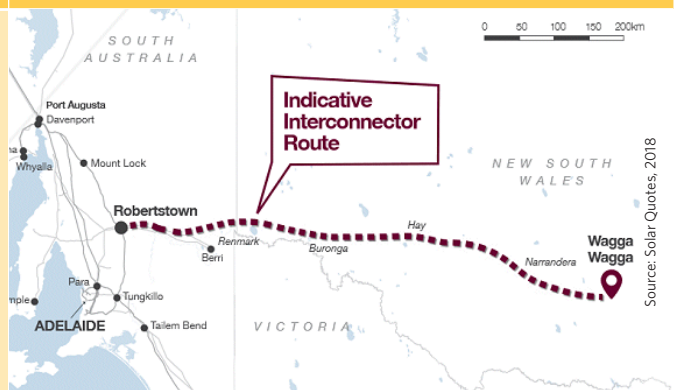 0 50 100 150 200km
SOUTH
AUSTRALIA
Port Augusta
Davenport
Whyalla
Mount Lock
Indicative
Interconnector
Route
NEW SOUTH
WALES
Robertstown
Renmark
Berri
Buronga
Hay
Narrandera
Wagga
Wagga
Para
Tungkillo
ADELAIDE
Tailem Bend
VICTORIA
Source: Solar Quotes, 2018